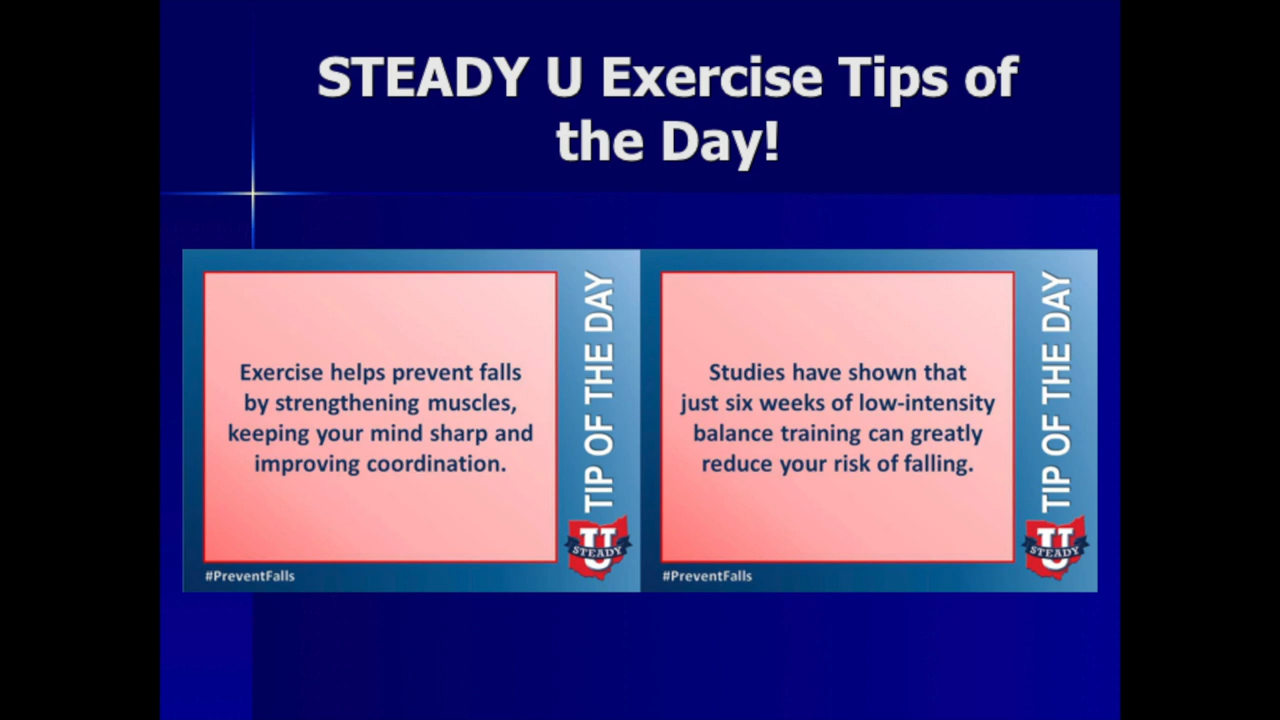 STEADY U Exercise Tips of
the Day!
Exercise helps prevent falls
by strengthening muscles,
keeping your mind sharp and
improving coordination.
TIP OF THE DAY
U
STEADY
#PreventFalls
Studies have shown that
just six weeks of low-intensity
balance training can greatly
reduce your risk of falling.
TIP OF THE DAY
U
STEADY
#PreventFalls